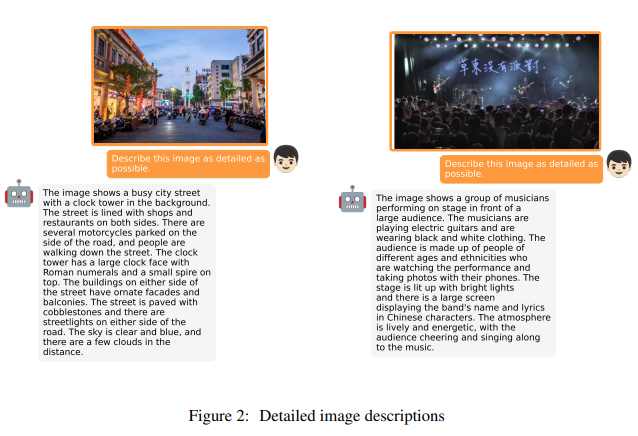 草東沒有派對
Describe this image as detailed as
possible.
Describe this image as detailed as
possible.
The image shows a busy city street
with a clock tower in the background.
The street is lined with shops and
restaurants on both sides. There are
several motorcycles parked on the
side of the road, and people are
walking down the street. The clock
tower has a large clock face with
Roman numerals and a small spire on
top. The buildings on either side of
the street have ornate facades and
balconies. The street is paved with
cobblestones and there are
streetlights on either side of the
road. The sky is clear and blue, and
there are a few clouds in the
distance.
The image shows a group of musicians
performing on stage in front of a
large audience. The musicians are
playing electric guitars and are
wearing black and white clothing. The
audience is made up of people of
different ages and ethnicities who
are watching the performance and
taking photos with their phones. The
stage is lit up with bright lights
and there is a large screen
displaying the band's name and lyrics
in Chinese characters. The atmosphere
is lively and energetic, with the
audience cheering and singing along
to the music.
Figure 2: Detailed image descriptions